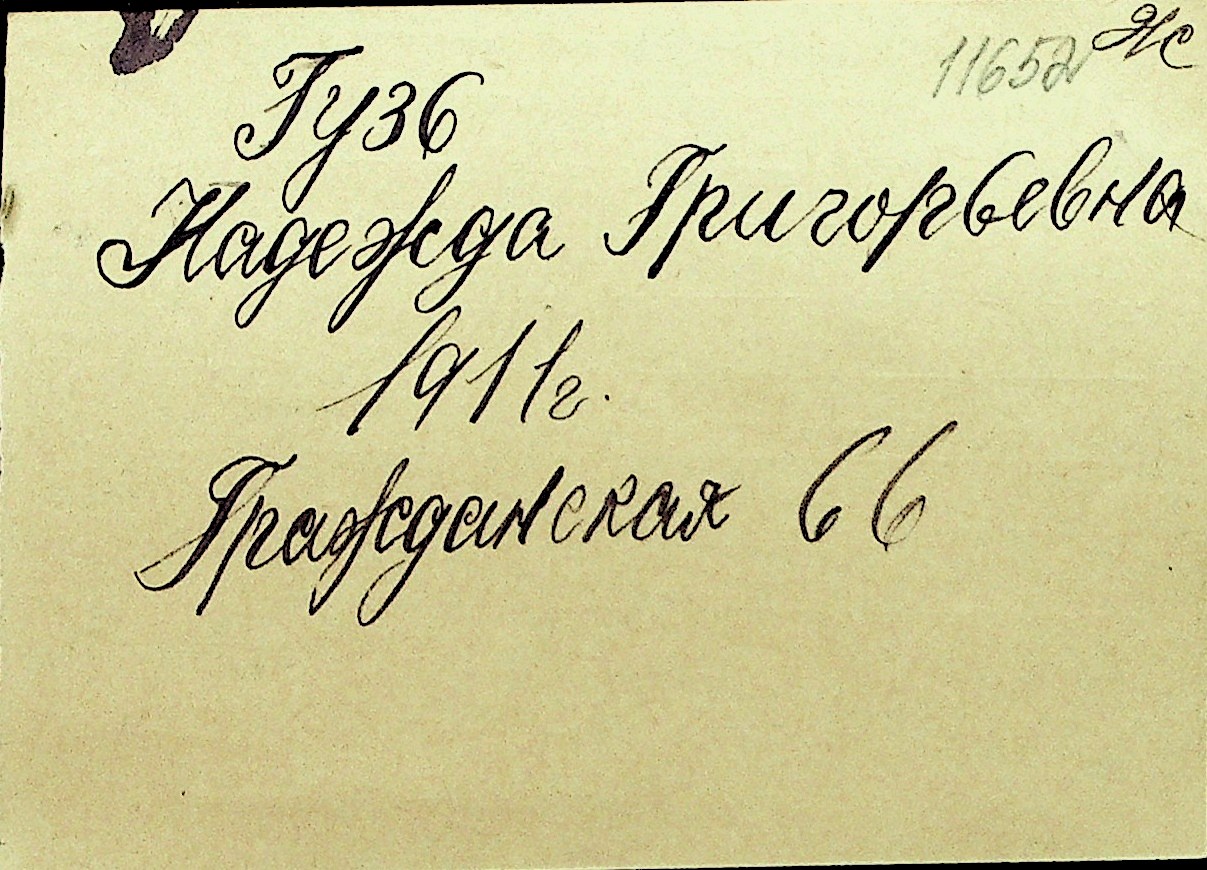 11652
Гузь
Надежда Григорьевна
1911г.
Гражданская 66